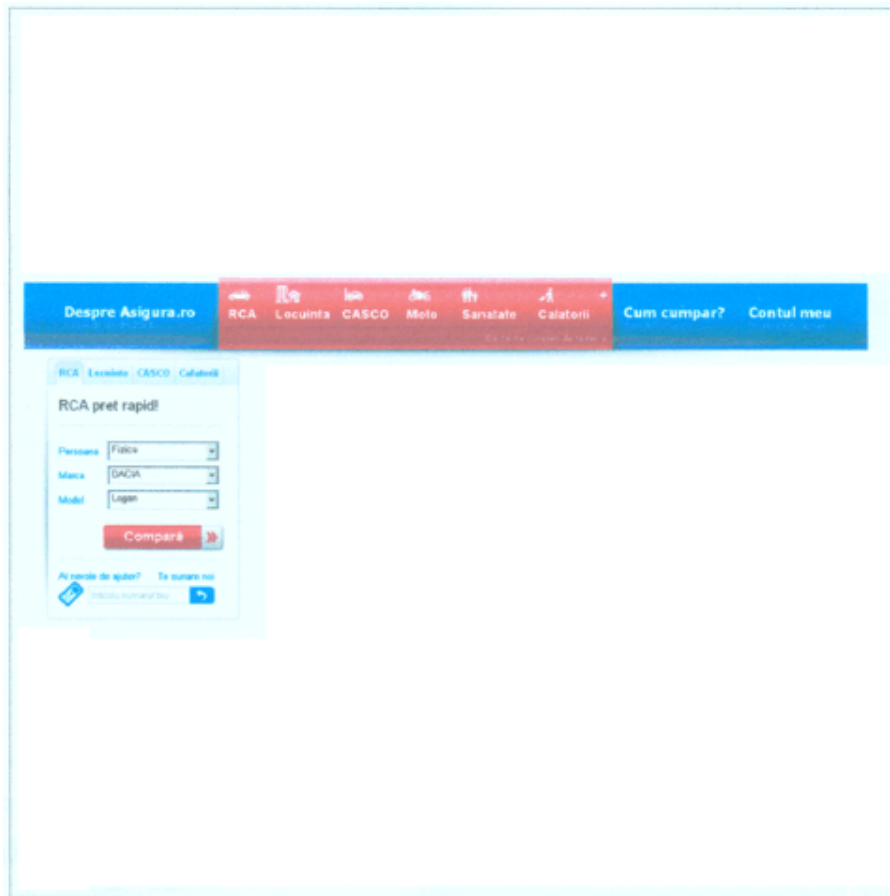 Despre Asigura.ro RCA Locuinta CASCO Moto Sanatate Calatorii + Cum cumpar? Contul meu
RCA Locuinta CASCO Calatorii
RCA pret rapid!
Persoana Fizica
Marca DACIA
Model Logan
Compară »
Ai nevoie de ajutor? Te sunam noi